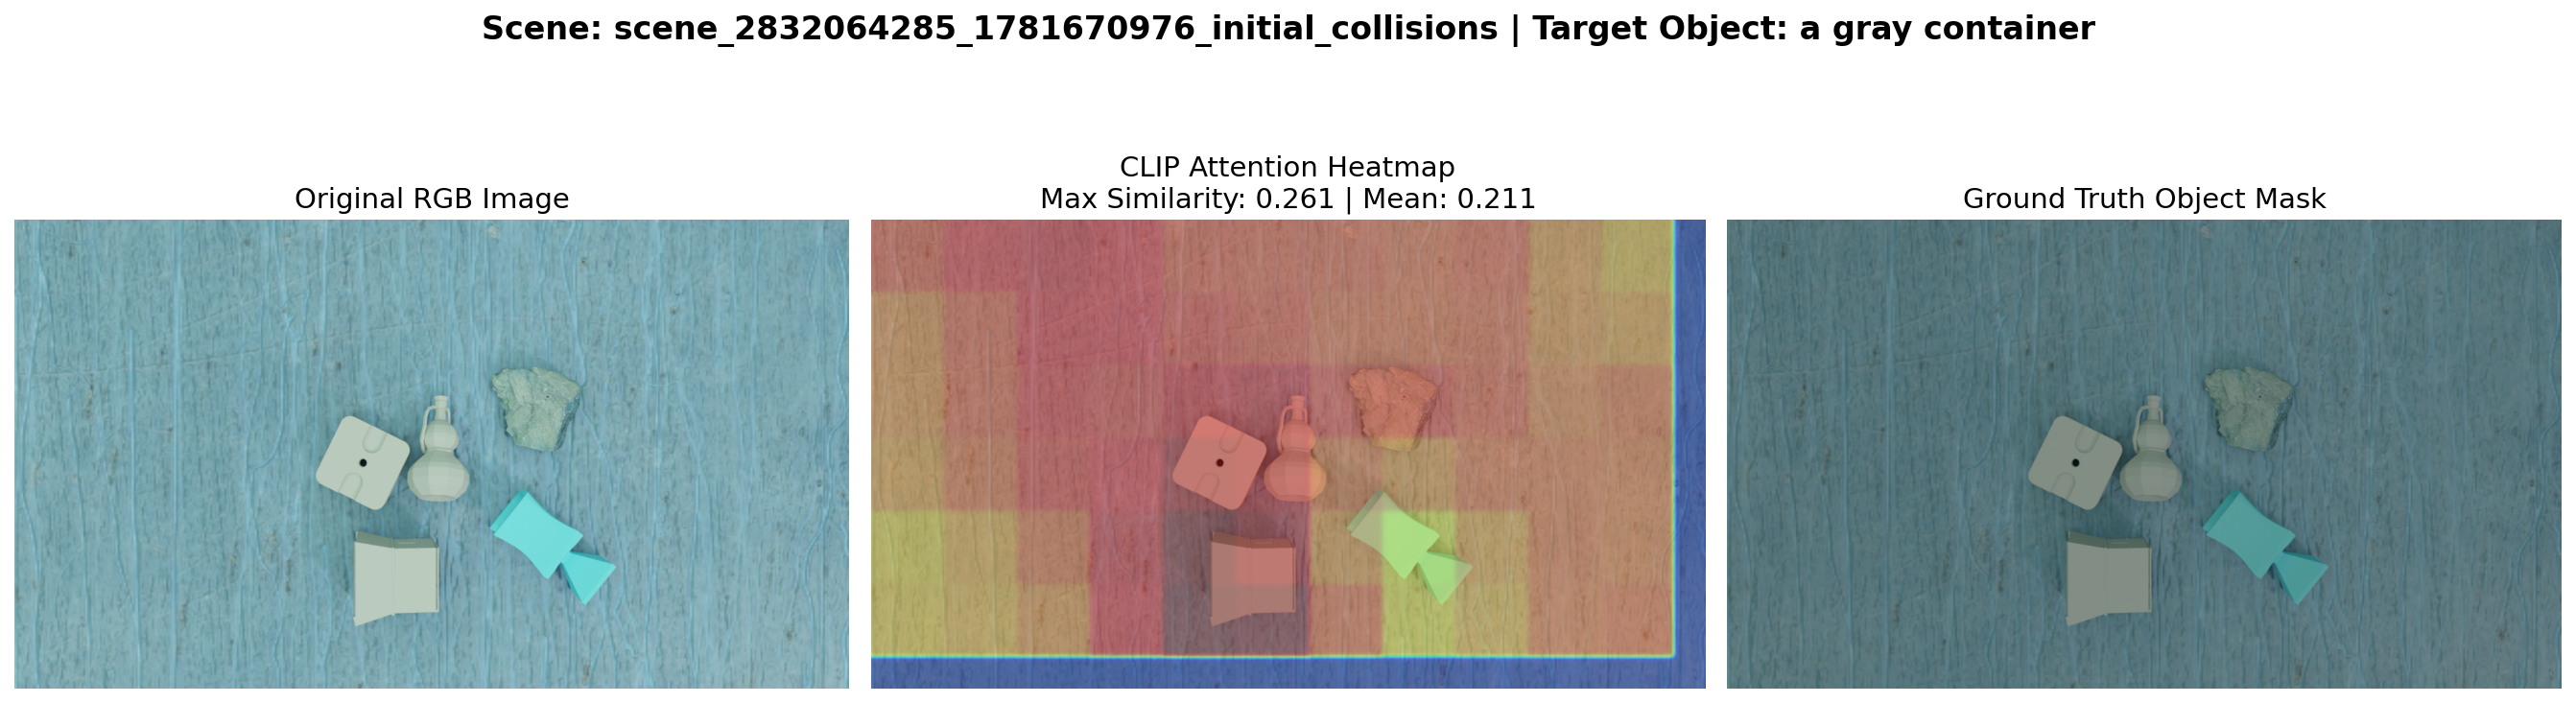 Scene: scene_2832064285_1781670976_initial_collisions | Target Object: a gray container
Original RGB Image
CLIP Attention Heatmap
Max Similarity: 0.261 | Mean: 0.211
Ground Truth Object Mask